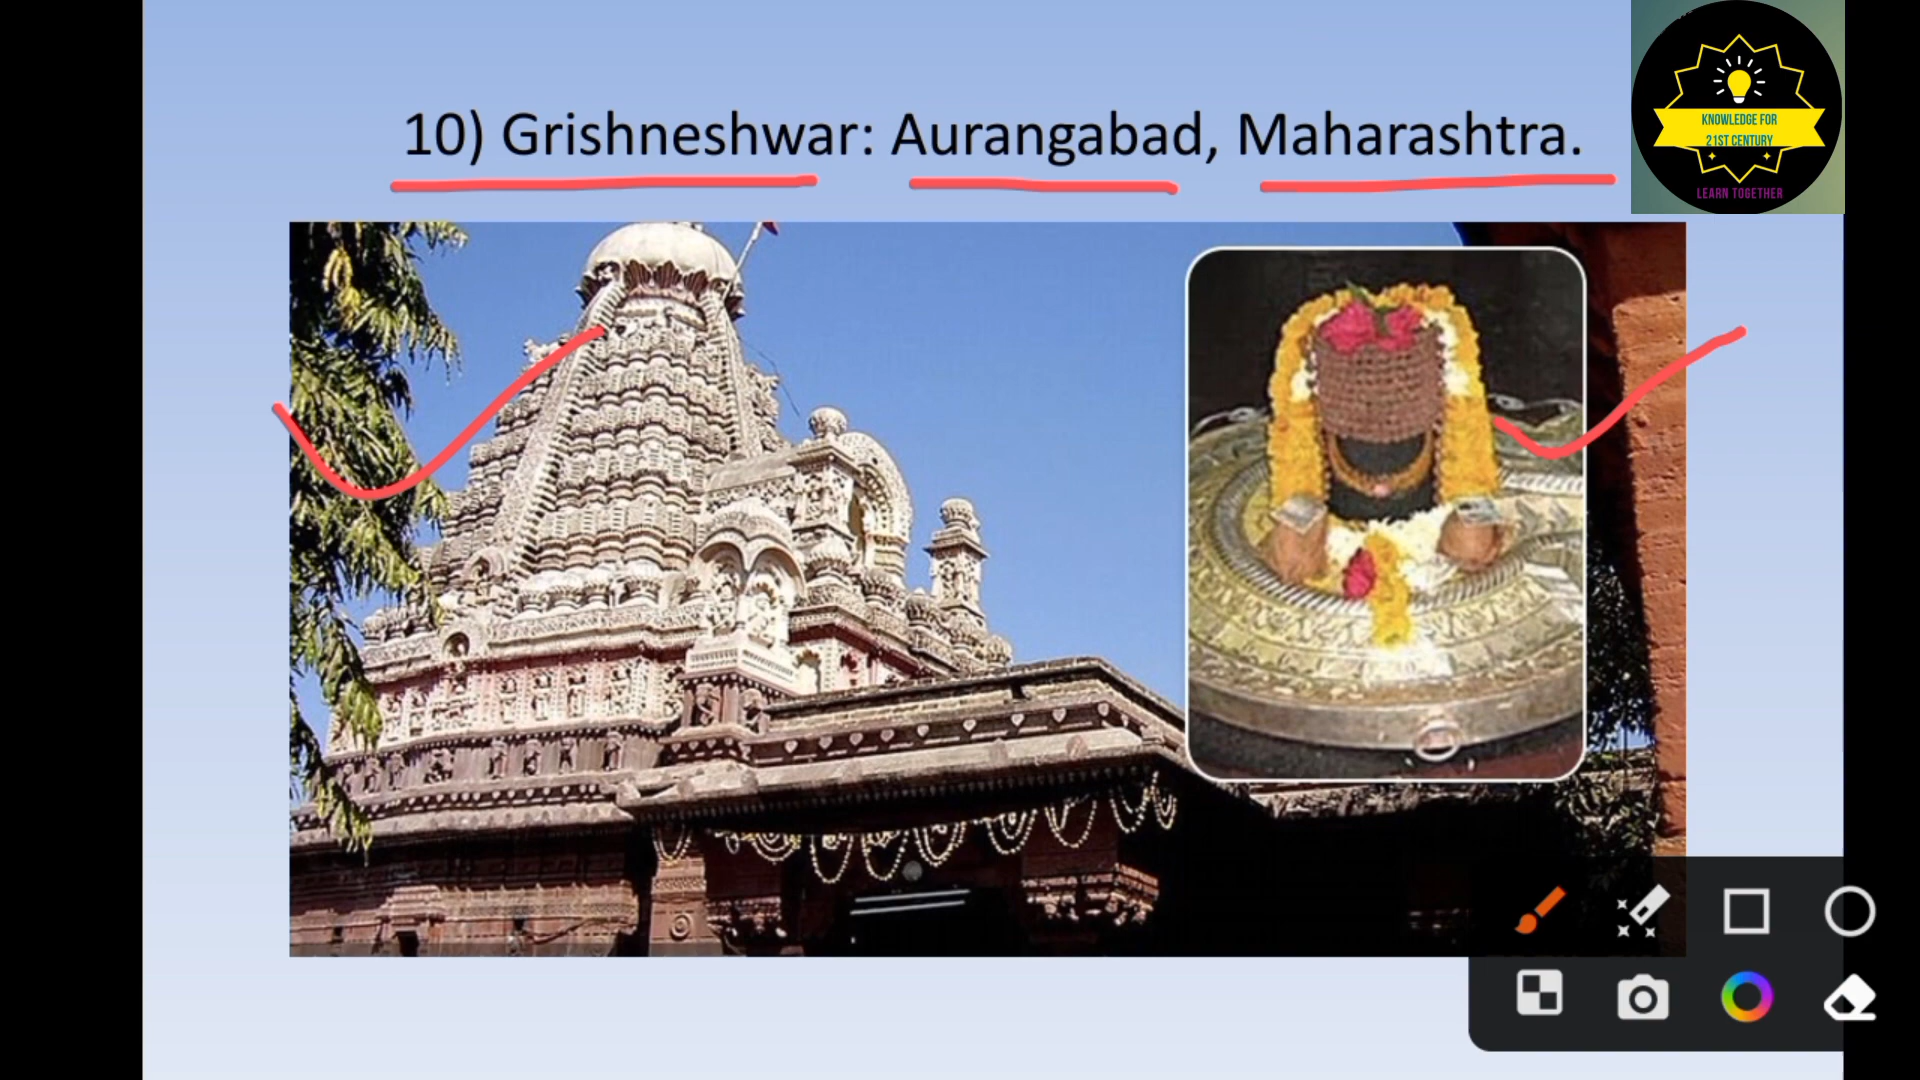 10) Grishneshwar: Aurangabad, Maharashtra.
KNOWLEDGE FOR
21ST CENTURY
LEARN TOGETHER